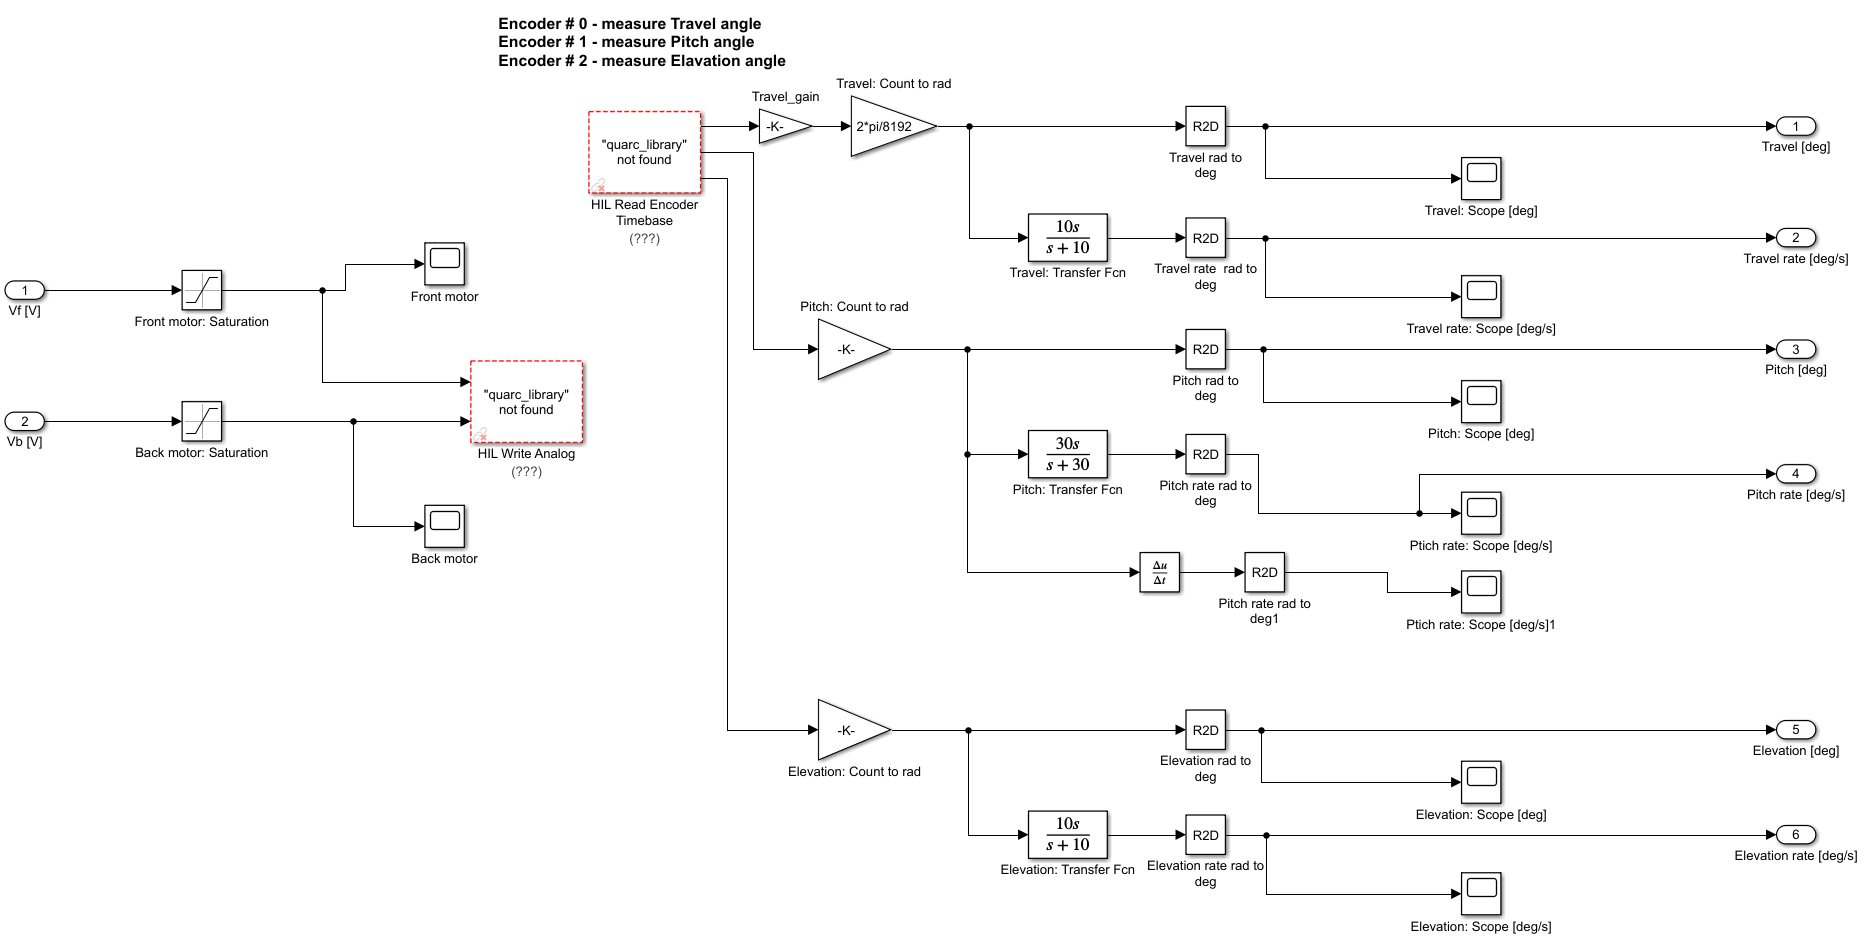 Encoder # 0 - measure Travel angle
Encoder # 1 - measure Pitch angle
Encoder # 2 - measure Elavation angle
1
Vf [V]
Front motor: Saturation
Front motor
2
Vb [V]
Back motor: Saturation
"quarc_library"
not found
HIL Write Analog
(???)
Back motor
"quarc_library"
not found
HIL Read Encoder
Timebase
(???)
Travel_gain
-K-
Travel: Count to rad
2*pi/8192
R2D
Travel rad to
deg
1
Travel [deg]
Travel: Scope [deg]
10s
s + 10
Travel: Transfer Fcn
R2D
Travel rate  rad to
deg
2
Travel rate [deg/s]
Travel rate: Scope [deg/s]
Pitch: Count to rad
-K-
R2D
Pitch rad to
deg
3
Pitch [deg]
Pitch: Scope [deg]
30s
s + 30
Pitch: Transfer Fcn
R2D
Pitch rate rad to
deg
4
Pitch rate [deg/s]
Ptich rate: Scope [deg/s]
Δu
Δt
R2D
Pitch rate rad to
deg1
Ptich rate: Scope [deg/s]1
-K-
Elevation: Count to rad
R2D
Elevation rad to
deg
5
Elevation [deg]
Elevation: Scope [deg]
10s
s + 10
Elevation: Transfer Fcn
R2D
Elevation rate rad to
deg
6
Elevation rate [deg/s]
Elevation: Scope [deg/s]